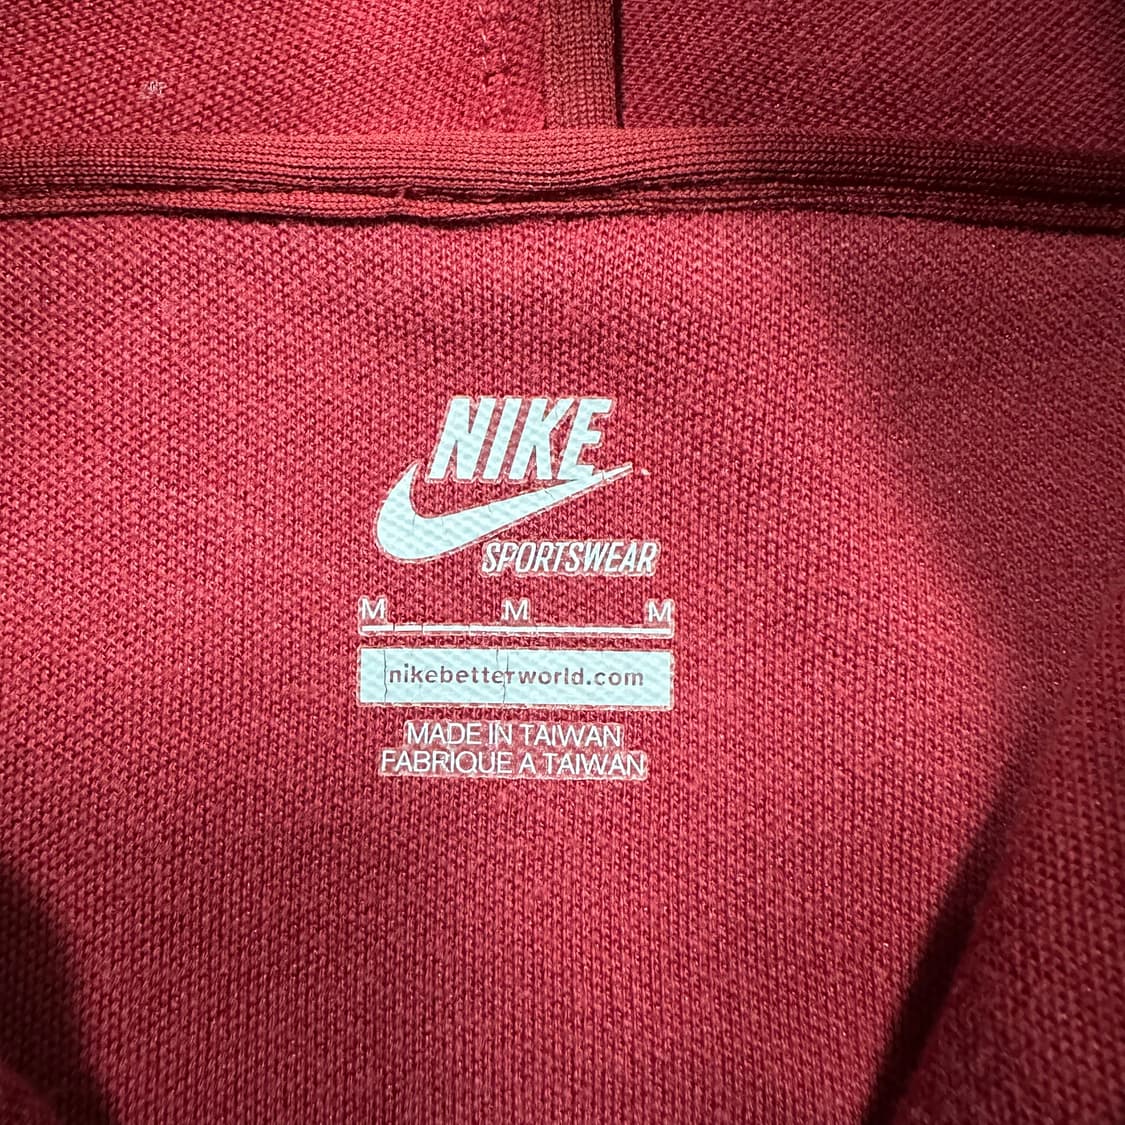 NIKE
SPORTSWEAR
M M M
nikebetterworld.com
MADE IN TAIWAN
FABRIQUE A TAIWAN